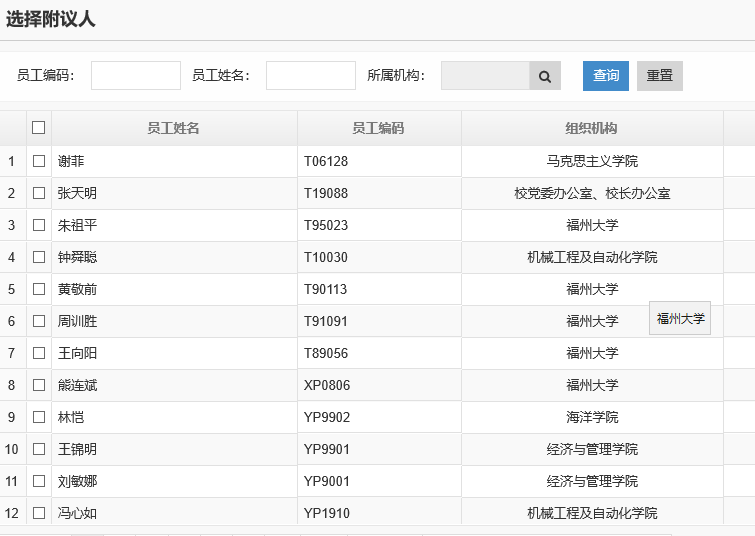 选择附议人
员工编码： 员工姓名： 所属机构： 查询 重置
员工姓名 员工编码 组织机构
1 谢菲 T06128 马克思主义学院
2 张天明 T19088 校党委办公室、校长办公室
3 朱祖平 T95023 福州大学
4 钟舜聪 T10030 机械工程及自动化学院
5 黄敬前 T90113 福州大学
6 周训胜 T91091 福州大学 福州大学
7 王向阳 T89056 福州大学
8 熊连斌 XP0806 福州大学
9 林恺 YP9902 海洋学院
10 王锦明 YP9901 经济与管理学院
11 刘敏娜 YP9001 经济与管理学院
12 冯心如 YP1910 机械工程及自动化学院